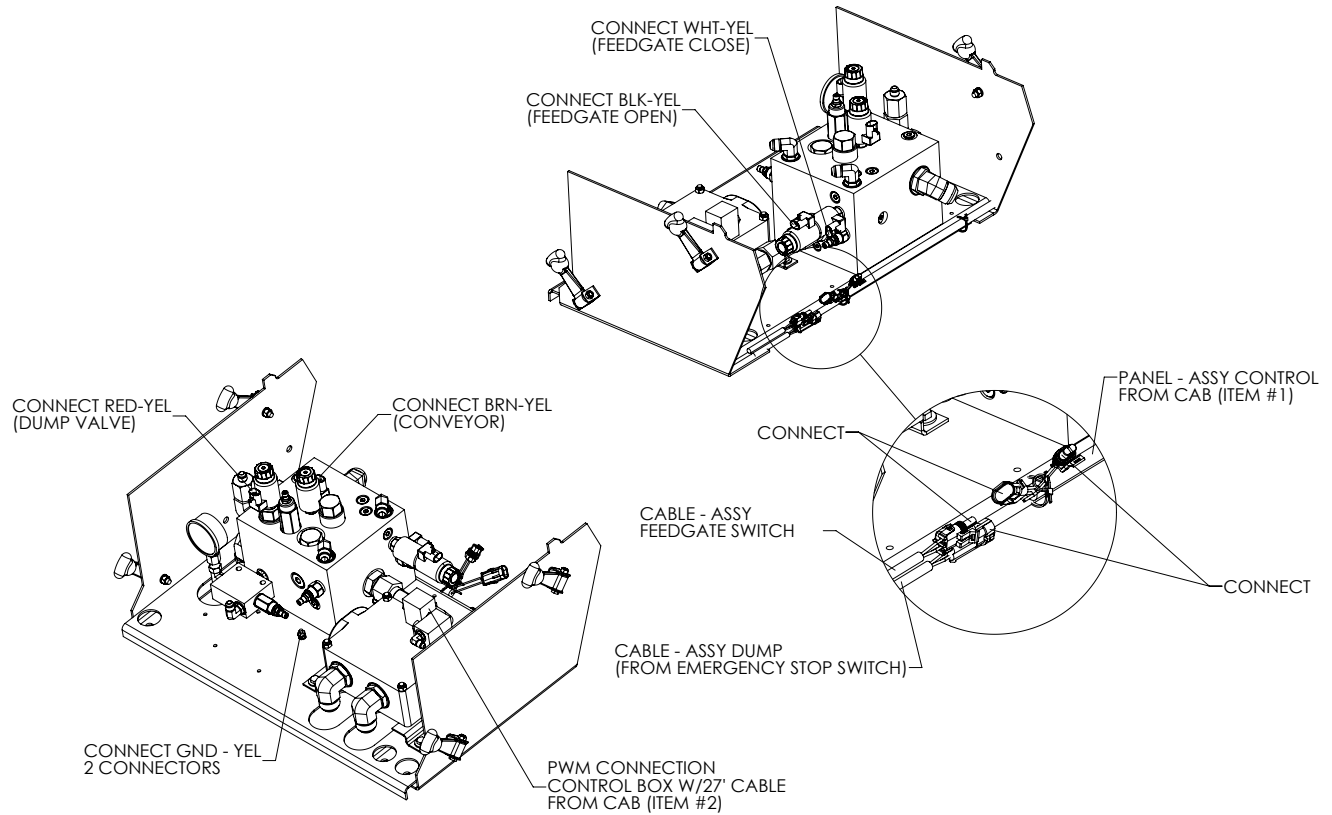 CONNECT WHT-YEL
(FEEDGATE CLOSE)
CONNECT BLK-YEL
(FEEDGATE OPEN)
CONNECT RED-YEL
(DUMP VALVE)
CONNECT BRN-YEL
(CONVEYOR)
PANEL - ASSY CONTROL
FROM CAB (ITEM #1)
CONNECT
CABLE - ASSY
FEEDGATE SWITCH
CONNECT
CABLE - ASSY DUMP
(FROM EMERGENCY STOP SWITCH)
CONNECT GND - YEL
2 CONNECTORS
PWM CONNECTION
CONTROL BOX W/27' CABLE
FROM CAB (ITEM #2)